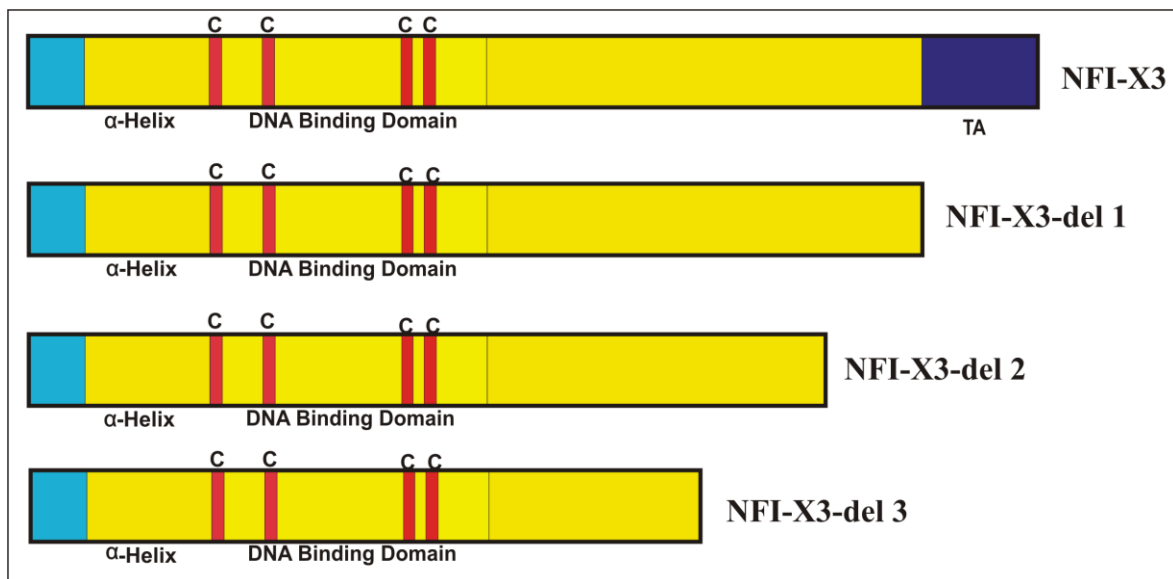 C C C C
NFI-X3
α-Helix DNA Binding Domain TA
C C C C
NFI-X3-del 1
α-Helix DNA Binding Domain
C C C C
NFI-X3-del 2
α-Helix DNA Binding Domain
C C C C
NFI-X3-del 3
α-Helix DNA Binding Domain